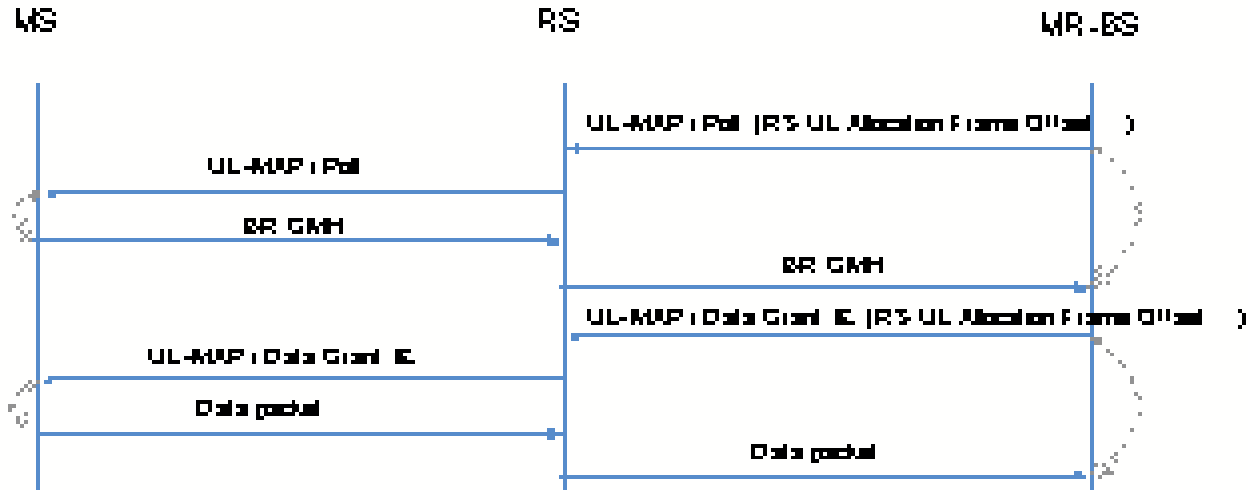 MS
RS
MR-BS
UL-MAP : Poll (RS UL Allocation Frame Offset )
UL-MAP : Poll
BR GMH
BR GMH
UL-MAP : Data Grant IE (RS UL Allocation Frame Offset )
UL-MAP : Data Grant IE
Data packet
Data packet